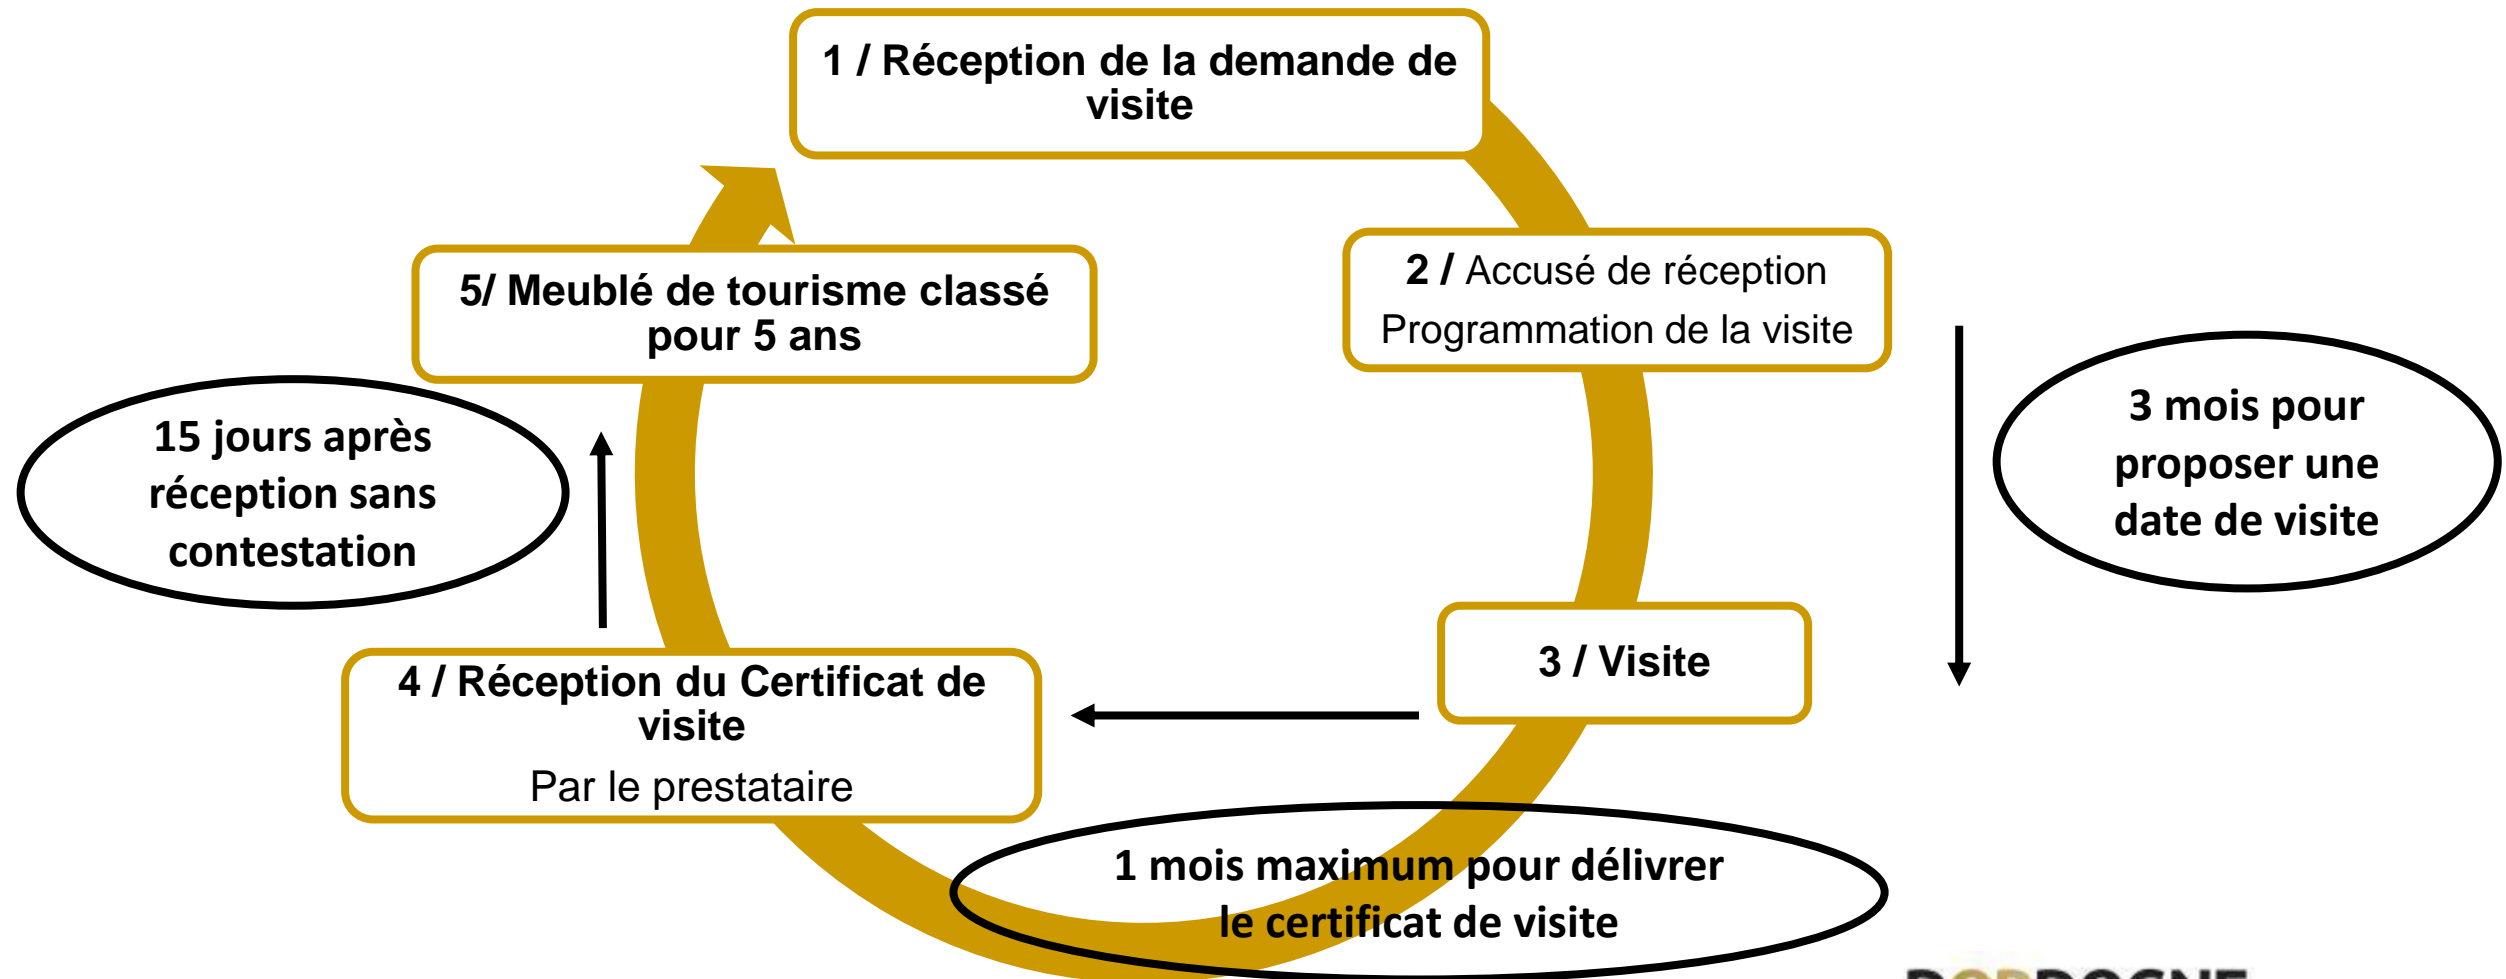 1 / Réception de la demande de
visite
2 / Accusé de réception
Programmation de la visite
3 mois pour
proposer une
date de visite
3 / Visite
1 mois maximum pour délivrer
le certificat de visite
4 / Réception du Certificat de
visite
Par le prestataire
15 jours après
réception sans
contestation
5/ Meublé de tourisme classé
pour 5 ans